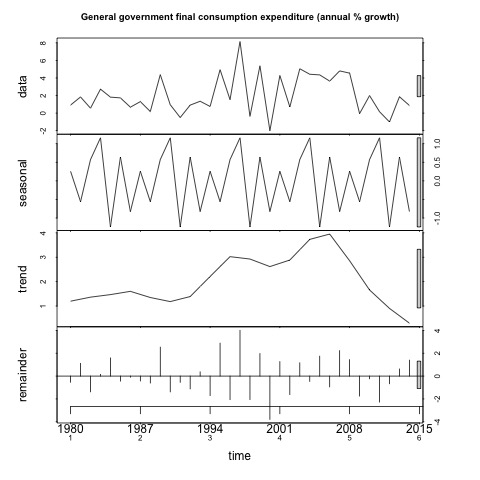 General government final consumption expenditure (annual % growth)
data
-2 0 2 4 6 8
seasonal
-1.0 0.0 0.5 1.0
trend
1 2 3 4
remainder
-4 -2 0 2 4
1980 1987 1994 2001 2008 2015
1 2 3 4 5 6
time